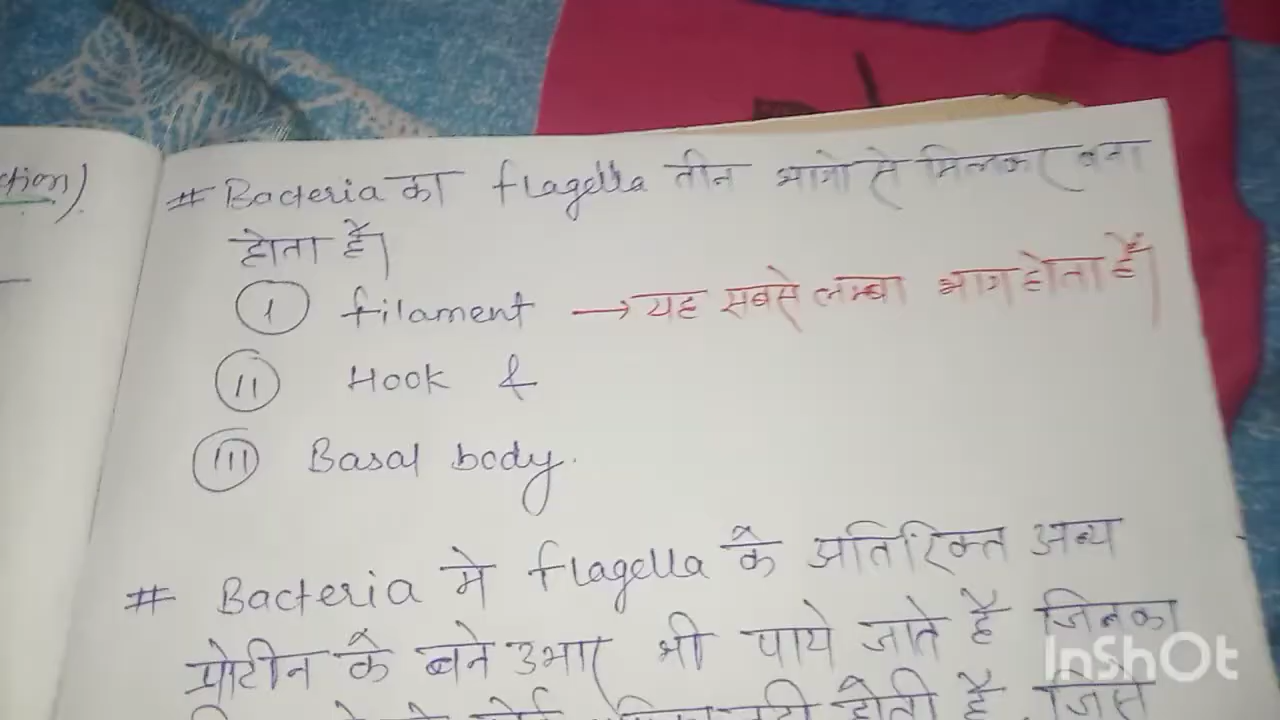 ction)
# Bacteria का flagella तीन भागो से मिलकर बना
होता है।
(I) filament → यह सबसे लम्बा भाग होता है।
(II) Hook &
(III) Basal body.
# Bacteria मे flagella के अतिरिक्त अन्य
प्रोटीन के बने उभार भी पाये जाते है जिनका
होती है, जिसे
InShOt